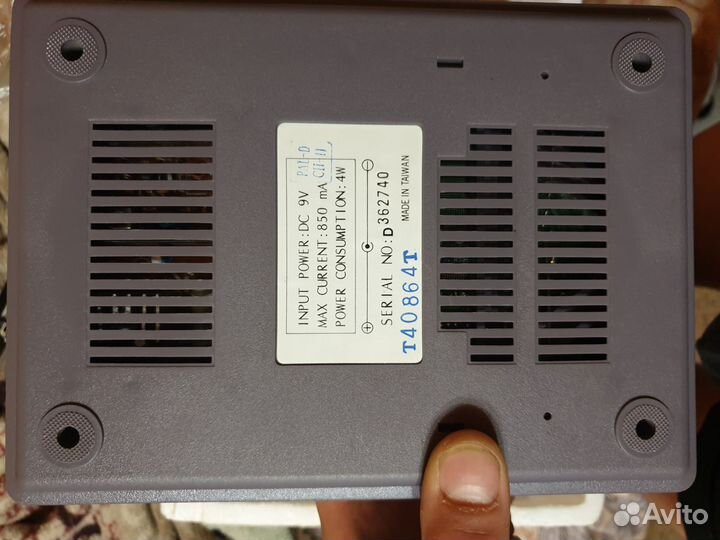 INPUT POWER:DC 9V
MAX CURRENT:850 mA
POWER CONSUMPTION:4W
PAL-D
SERIAL NO:D362740
MADE IN TAIWAN
T40864T
Avito